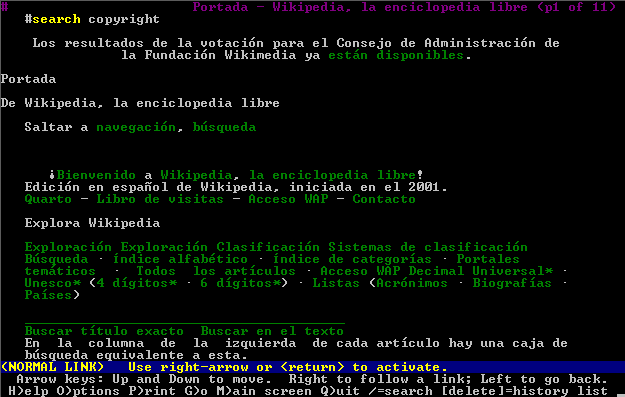 # Portada - Wikipedia, la enciclopedia libre (p1 of 11)
#search copyright
Los resultados de la votación para el Consejo de Administración de
la Fundación Wikimedia ya están disponibles.
Portada
De Wikipedia, la enciclopedia libre
Saltar a navegación, búsqueda
¡Bienvenido a Wikipedia, la enciclopedia libre!
Edición en español de Wikipedia, iniciada en el 2001.
Quarto - Libro de visitas - Acceso WAP - Contacto
Explora Wikipedia
Exploración Exploración Clasificación Sistemas de clasificación
Búsqueda · Índice alfabético · Índice de categorías · Portales
temáticos · Todos los artículos · Acceso WAP Decimal Universal* ·
Unesco* (4 dígitos* · 6 dígitos*) · Listas (Acrónimos · Biografías ·
Países)
________________________________________
Buscar título exacto Buscar en el texto
En la columna de la izquierda de cada artículo hay una caja de
búsqueda equivalente a esta.
(NORMAL LINK) Use right-arrow or <return> to activate.
Arrow keys: Up and Down to move. Right to follow a link; Left to go back.
H)elp O)ptions P)rint G)o M)ain screen Q)uit /=search [delete]=history list